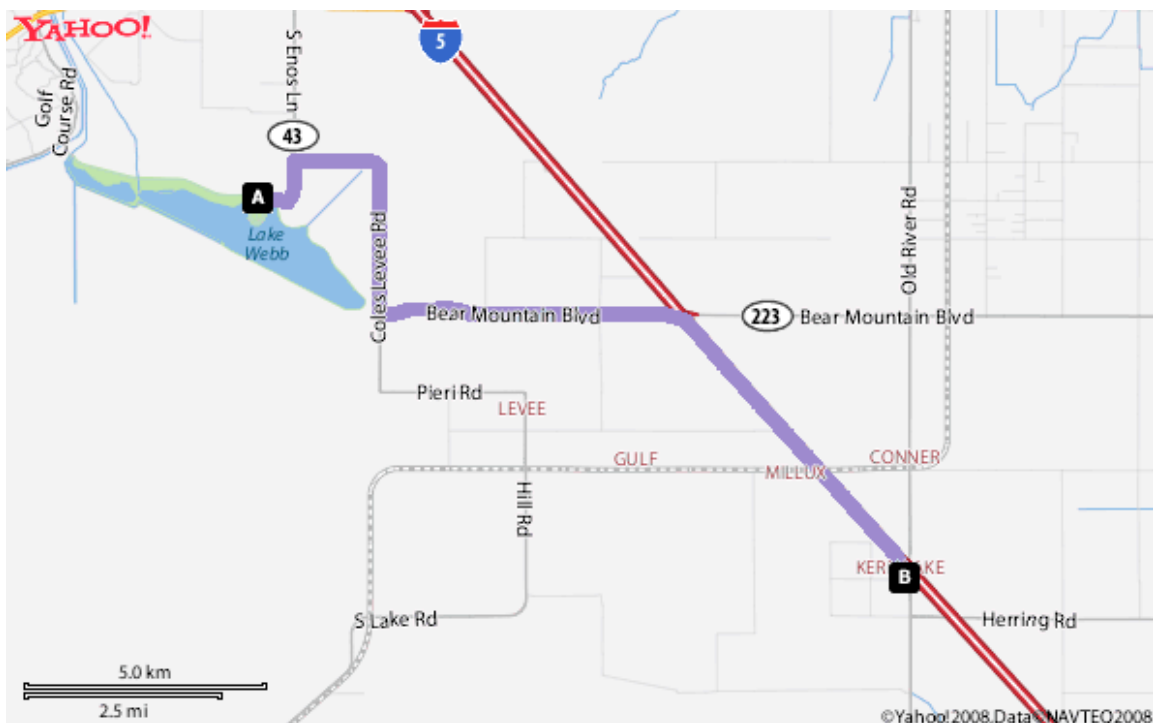 YAHOO!
5
S Enos Ln
Golf
Course Rd
43
A
Lake
Webb
Coles Levee Rd
Old River Rd
Bear Mountain Blvd
223
Bear Mountain Blvd
Pieri Rd
LEVEE
GULF
MILLUX
CONNER
Hill Rd
B
S Lake Rd
Herring Rd
5.0 km
2.5 mi
©Yahoo!2008,Data©NAVTEQ2008